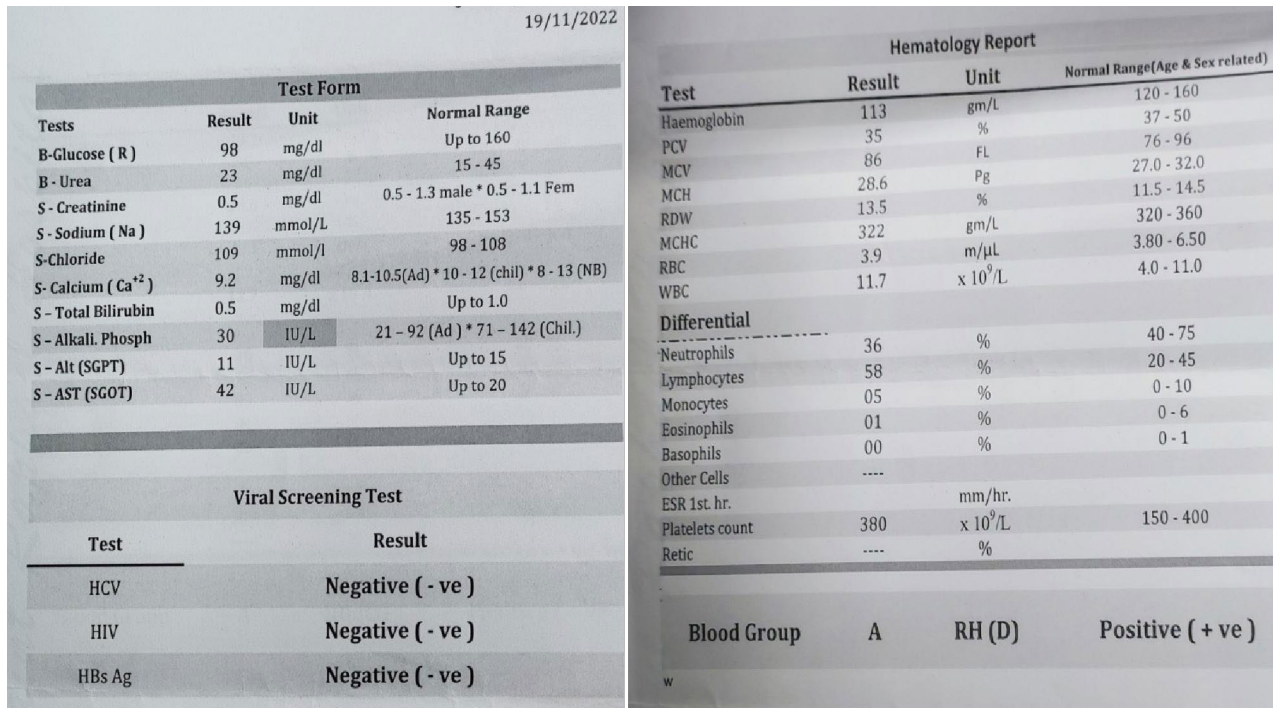 19/11/2022
Test Form
Tests Result Unit Normal Range
B-Glucose ( R ) 98 mg/dl Up to 160
B - Urea 23 mg/dl 15 - 45
S - Creatinine 0.5 mg/dl 0.5 - 1.3 male * 0.5 - 1.1 Fem
S - Sodium ( Na ) 139 mmol/L 135 - 153
S-Chloride 109 mmol/l 98 - 108
S- Calcium ( Ca⁺² ) 9.2 mg/dl 8.1-10.5(Ad) * 10 - 12 (chil) * 8 - 13 (NB)
S – Total Bilirubin 0.5 mg/dl Up to 1.0
S – Alkali. Phosph 30 IU/L 21 – 92 (Ad ) * 71 – 142 (Chil.)
S – Alt (SGPT) 11 IU/L Up to 15
S – AST (SGOT) 42 IU/L Up to 20
Viral Screening Test
Test Result
HCV Negative ( - ve )
HIV Negative ( - ve )
HBs Ag Negative ( - ve )
Hematology Report
Test Result Unit Normal Range(Age & Sex related)
Haemoglobin 113 gm/L 120 - 160
PCV 35 % 37 - 50
MCV 86 FL 76 - 96
MCH 28.6 Pg 27.0 - 32.0
RDW 13.5 % 11.5 - 14.5
MCHC 322 gm/L 320 - 360
RBC 3.9 m/µL 3.80 - 6.50
WBC 11.7 x 10⁹/L 4.0 - 11.0
Differential
Neutrophils 36 % 40 - 75
Lymphocytes 58 % 20 - 45
Monocytes 05 % 0 - 10
Eosinophils 01 % 0 - 6
Basophils 00 % 0 - 1
Other Cells ----
ESR 1st. hr. mm/hr.
Platelets count 380 x 10⁹/L 150 - 400
Retic ---- %
Blood Group A RH (D) Positive ( + ve )
w